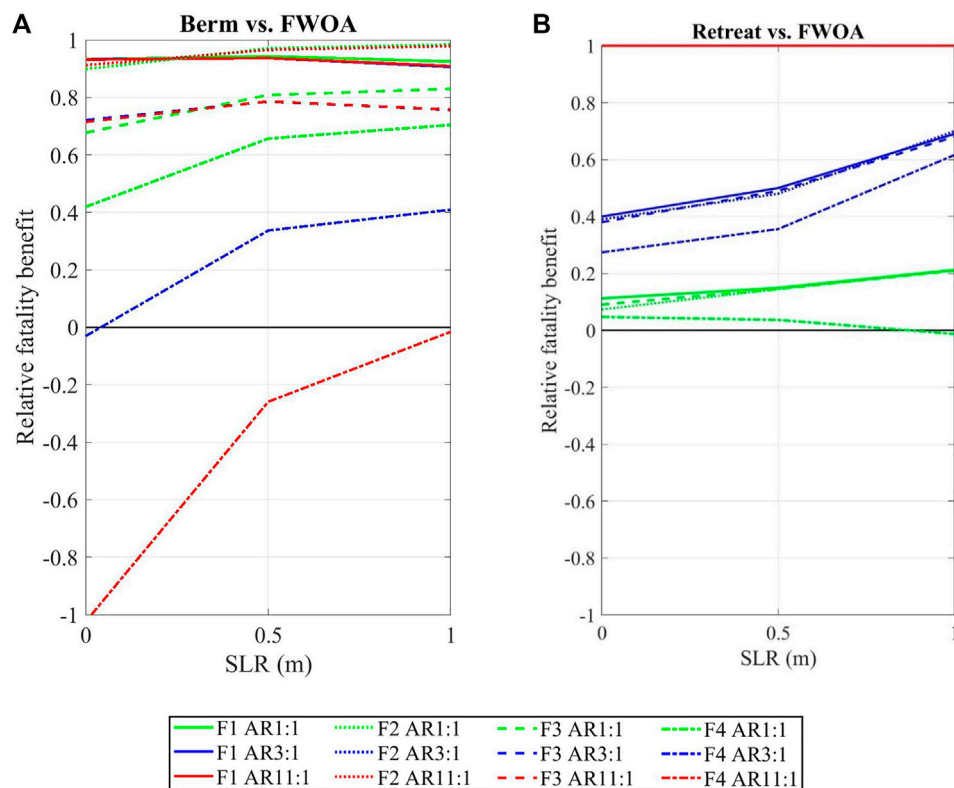 A
Berm vs. FWOA
1
0.8
0.6
0.4
0.2
0
-0.2
-0.4
-0.6
-0.8
-1
Relative fatality benefit
0 0.5 1
SLR (m)
B
Retreat vs. FWOA
1
0.8
0.6
0.4
0.2
0
-0.2
-0.4
-0.6
-0.8
-1
Relative fatality benefit
0 0.5 1
SLR (m)
F1 AR1:1 F2 AR1:1 F3 AR1:1 F4 AR1:1
F1 AR3:1 F2 AR3:1 F3 AR3:1 F4 AR3:1
F1 AR11:1 F2 AR11:1 F3 AR11:1 F4 AR11:1